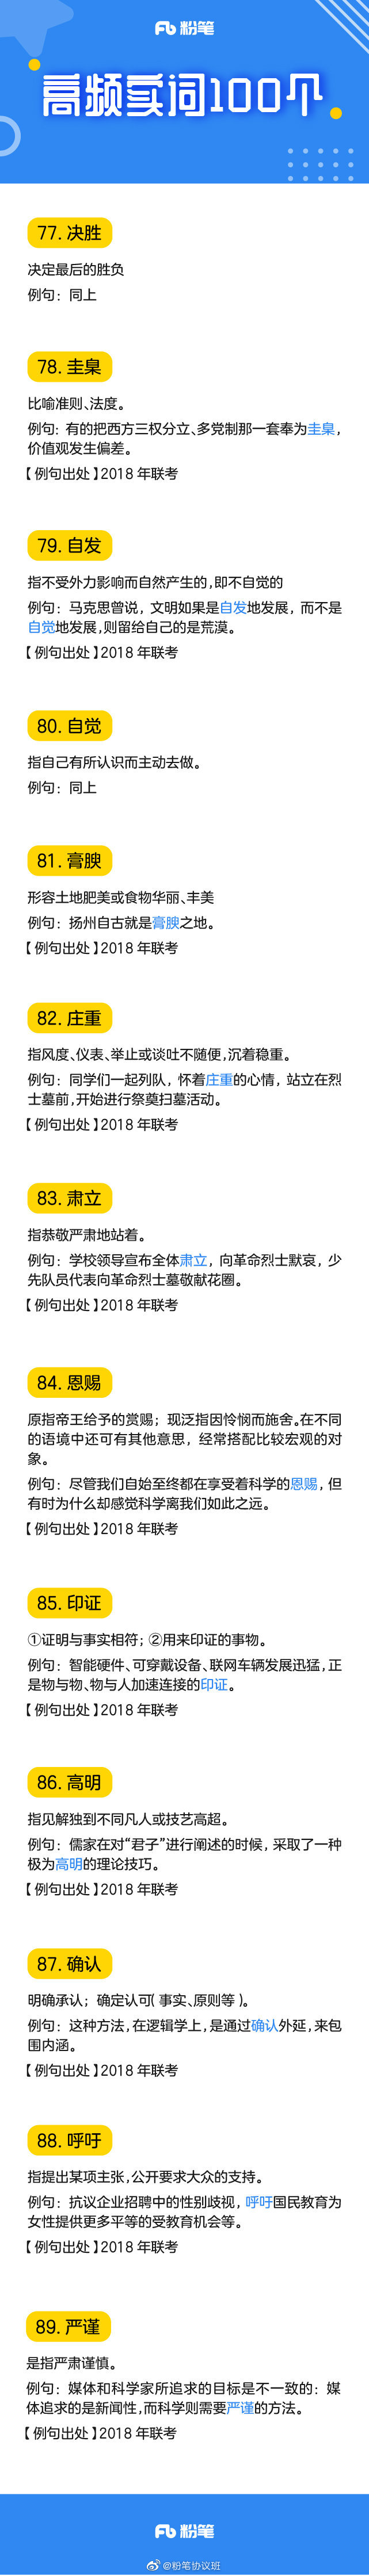 粉笔
高频实词100个
77. 决胜
决定最后的胜负
例句：同上
78. 圭臬
比喻准则、法度。
例句：有的把西方三权分立、多党制那一套奉为圭臬，
价值观发生偏差。
【例句出处】2018 年联考
79. 自发
指不受外力影响而自然产生的，即不自觉的
例句：马克思曾说，文明如果是自发地发展，而不是
自觉地发展，则留给自己的是荒漠。
【例句出处】2018 年联考
80. 自觉
指自己有所认识而主动去做。
例句：同上
81. 膏腴
形容土地肥美或食物华丽、丰美
例句：扬州自古就是膏腴之地。
【例句出处】2018 年联考
82. 庄重
指风度、仪表、举止或谈吐不随便，沉着稳重。
例句：同学们一起列队，怀着庄重的心情，站立在烈
士墓前，开始进行祭奠扫墓活动。
【例句出处】2018 年联考
83. 肃立
指恭敬严肃地站着。
例句：学校领导宣布全体肃立，向革命烈士默哀，少
先队员代表向革命烈士墓敬献花圈。
【例句出处】2018 年联考
84. 恩赐
原指帝王给予的赏赐；现泛指因怜悯而施舍。在不同
的语境中还可有其他意思，经常搭配比较宏观的对
象。
例句：尽管我们自始至终都在享受着科学的恩赐，但
有时为什么却感觉科学离我们如此之远。
【例句出处】2018 年联考
85. 印证
①证明与事实相符；②用来印证的事物。
例句：智能硬件、可穿戴设备、联网车辆发展迅猛，正
是物与物、物与人加速连接的印证。
【例句出处】2018 年联考
86. 高明
指见解独到不同凡人或技艺高超。
例句：儒家在对“君子”进行阐述的时候，采取了一种
极为高明的理论技巧。
【例句出处】2018 年联考
87. 确认
明确承认；确定认可（事实、原则等）。
例句：这种方法，在逻辑学上，是通过确认外延，来包
围内涵。
【例句出处】2018 年联考
88. 呼吁
指提出某项主张，公开要求大众的支持。
例句：抗议企业招聘中的性别歧视，呼吁国民教育为
女性提供更多平等的受教育机会等。
【例句出处】2018 年联考
89. 严谨
是指严肃谨慎。
例句：媒体和科学家所追求的目标是不一致的：媒
体追求的是新闻性，而科学则需要严谨的方法。
【例句出处】2018 年联考
粉笔
@粉笔协议班